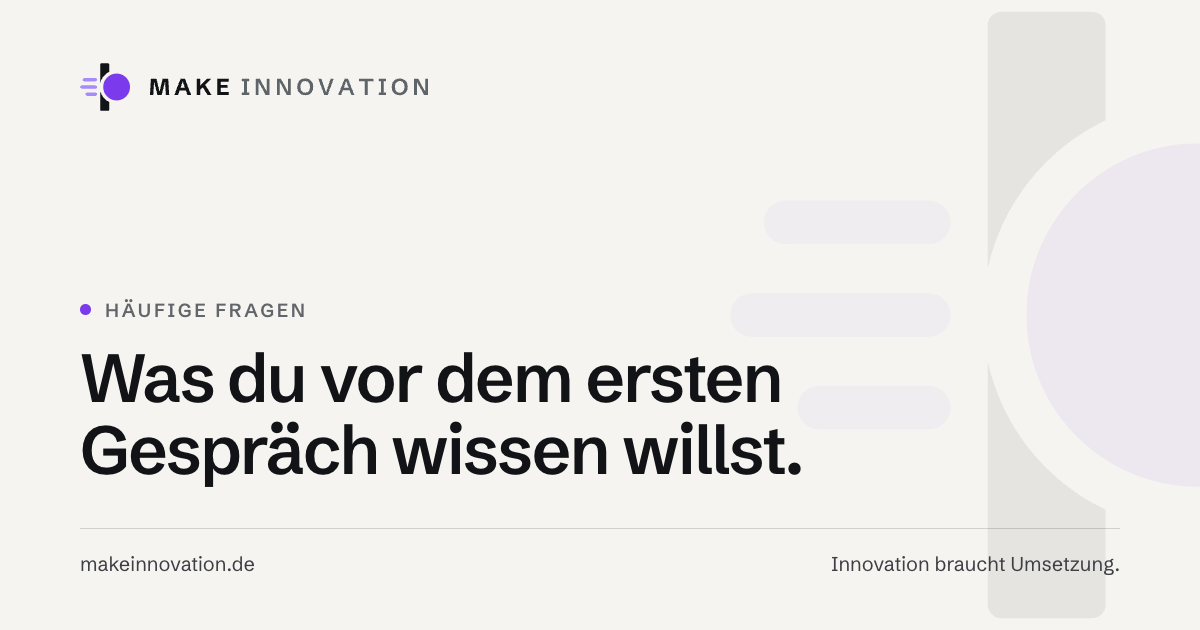 MAKE INNOVATION
HÄUFIGE FRAGEN
Was du vor dem ersten
Gespräch wissen willst.
makeinnovation.de
Innovation braucht Umsetzung.